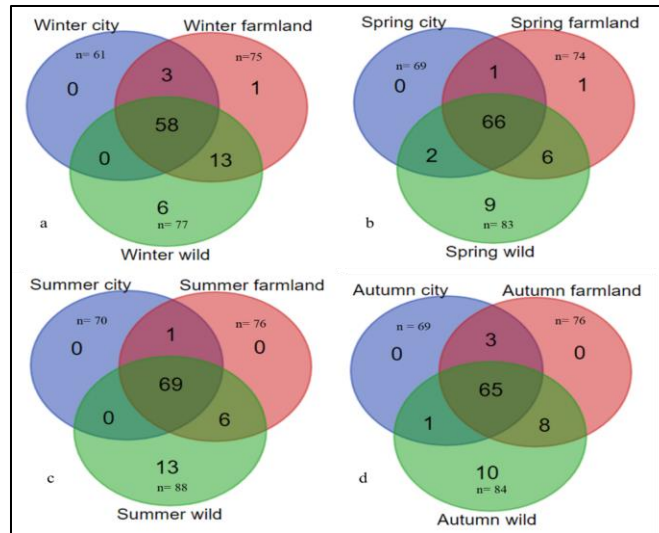 Winter city Winter farmland
n= 61 n=75
0 3 1
58
0 13
6
n= 77
a
Winter wild
Spring city Spring farmland
n= 69 n= 74
0 1 1
66
2 6
9
n= 83
b
Spring wild
Summer city Summer farmland
n= 70 n= 76
0 1 0
69
0 6
13
n= 88
c
Summer wild
Autumn city Autumn farmland
n= 69 n= 76
0 3 0
65
1 8
10
n= 84
d
Autumn wild